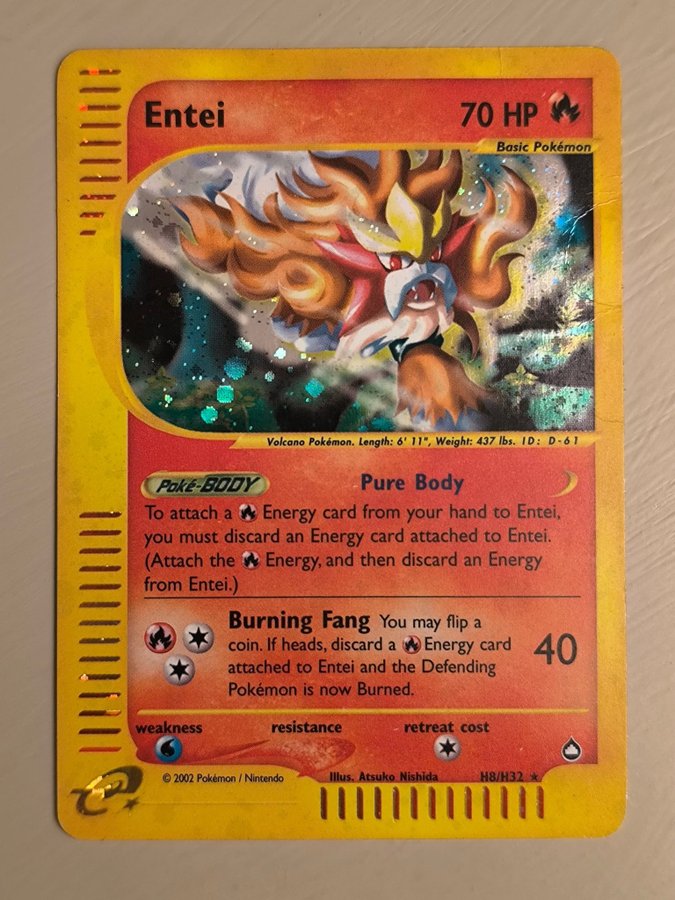 Entei
70 HP
Basic Pokémon
Volcano Pokémon. Length: 6' 11", Weight: 437 lbs. ID: D-61
Poké-BODY Pure Body
To attach a Energy card from your hand to Entei,
you must discard an Energy card attached to Entei.
(Attach the Energy, and then discard an Energy
from Entei.)
Burning Fang You may flip a
coin. If heads, discard a Energy card
attached to Entei and the Defending
Pokémon is now Burned.
40
weakness resistance retreat cost
© 2002 Pokémon / Nintendo Illus. Atsuko Nishida H8/H32 ★
e